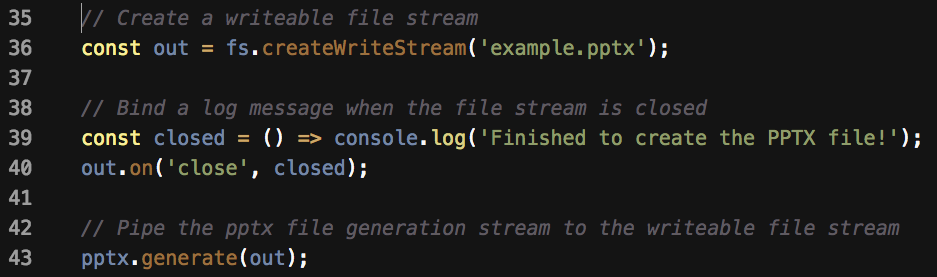 35 // Create a writeable file stream
36 const out = fs.createWriteStream('example.pptx');
37
38 // Bind a log message when the file stream is closed
39 const closed = () => console.log('Finished to create the PPTX file!');
40 out.on('close', closed);
41
42 // Pipe the pptx file generation stream to the writeable file stream
43 pptx.generate(out);